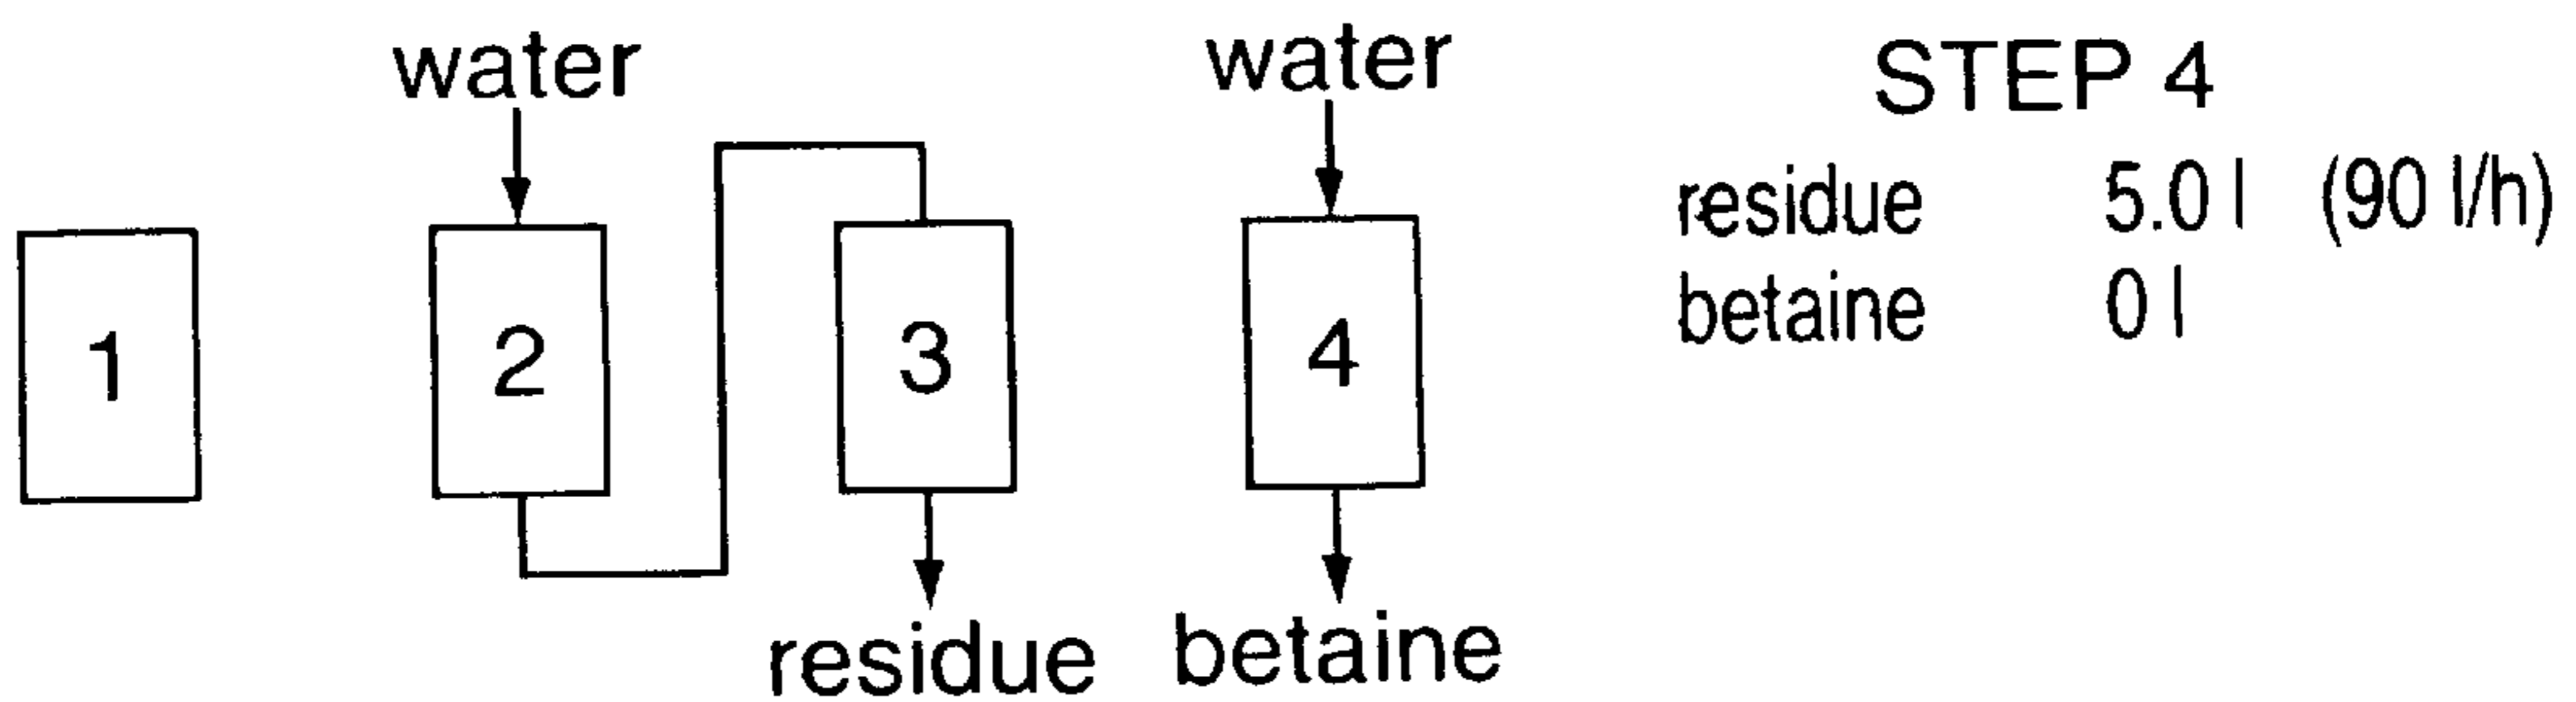 water
water
STEP 4
residue 5.0 l (90 l/h)
betaine 0 l
1
2
3
4
residue
betaine